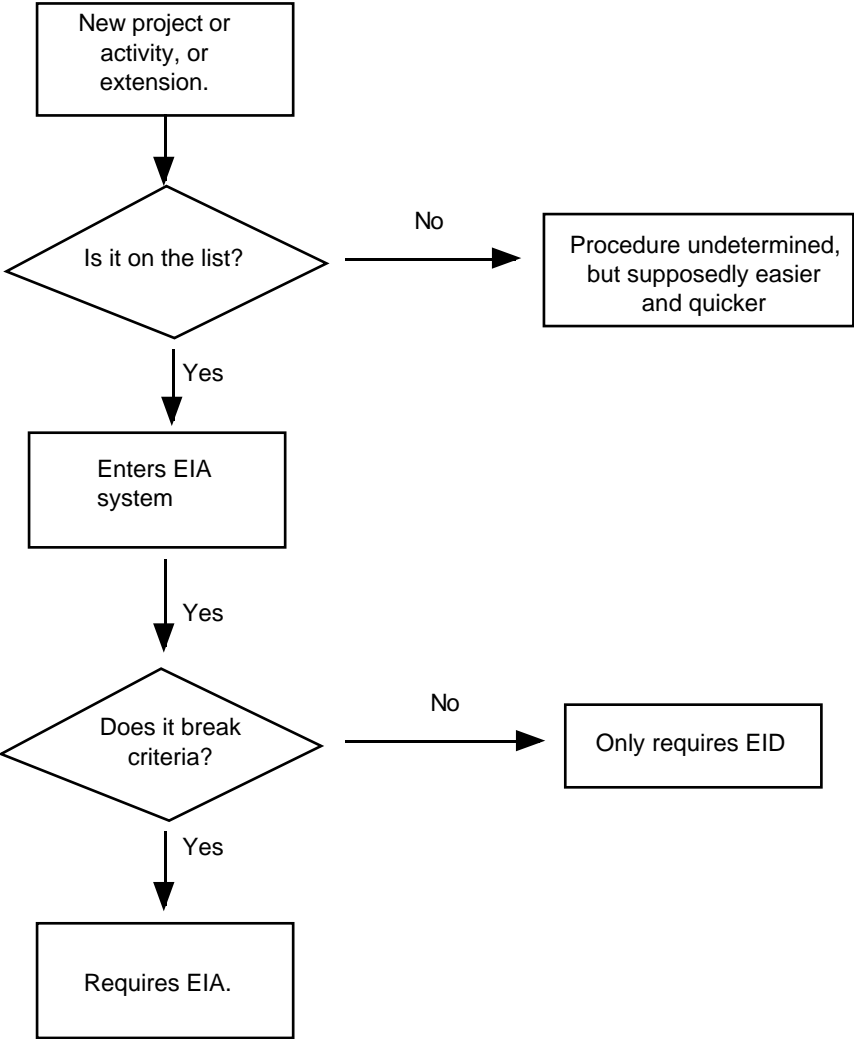 New project or
activity, or
extension.
Is it on the list?
No
Procedure undetermined,
but supposedly easier
and quicker
Yes
Enters EIA
system
Yes
Does it break
criteria?
No
Only requires EID
Yes
Requires EIA.